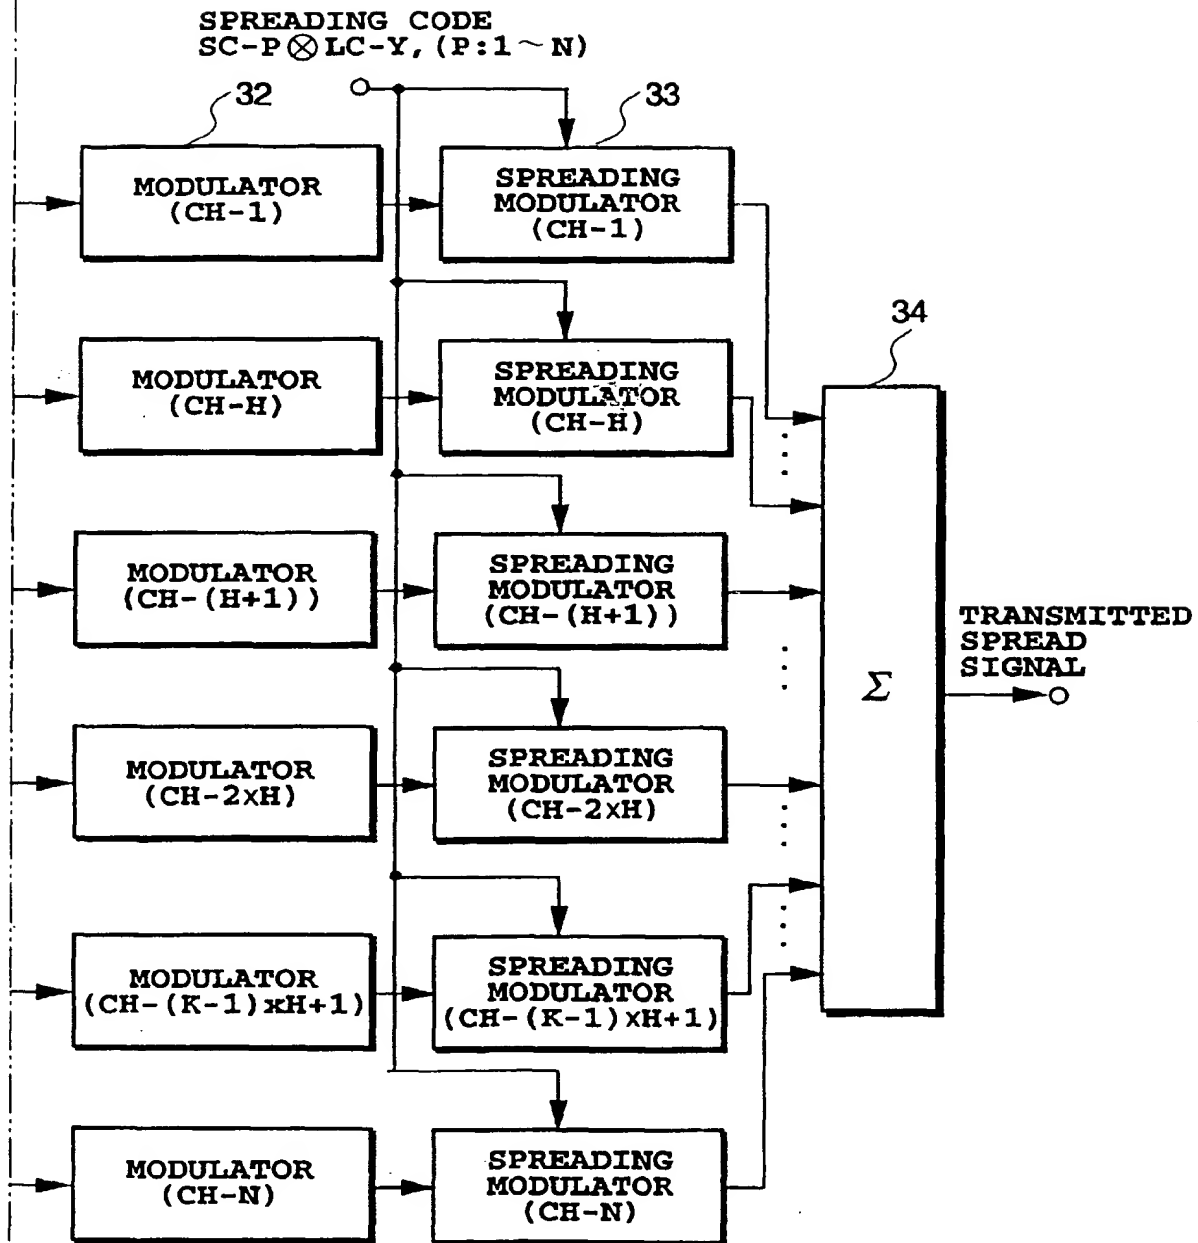 SPREADING CODE
SC-P⊗LC-Y, (P:1~N)
32
33
MODULATOR
(CH-1)
SPREADING
MODULATOR
(CH-1)
34
MODULATOR
(CH-H)
SPREADING
MODULATOR
(CH-H)
MODULATOR
(CH-(H+1))
SPREADING
MODULATOR
(CH-(H+1))
TRANSMITTED
SPREAD
SIGNAL
Σ
MODULATOR
(CH-2xH)
SPREADING
MODULATOR
(CH-2xH)
MODULATOR
(CH-(K-1)xH+1)
SPREADING
MODULATOR
(CH-(K-1)xH+1)
MODULATOR
(CH-N)
SPREADING
MODULATOR
(CH-N)